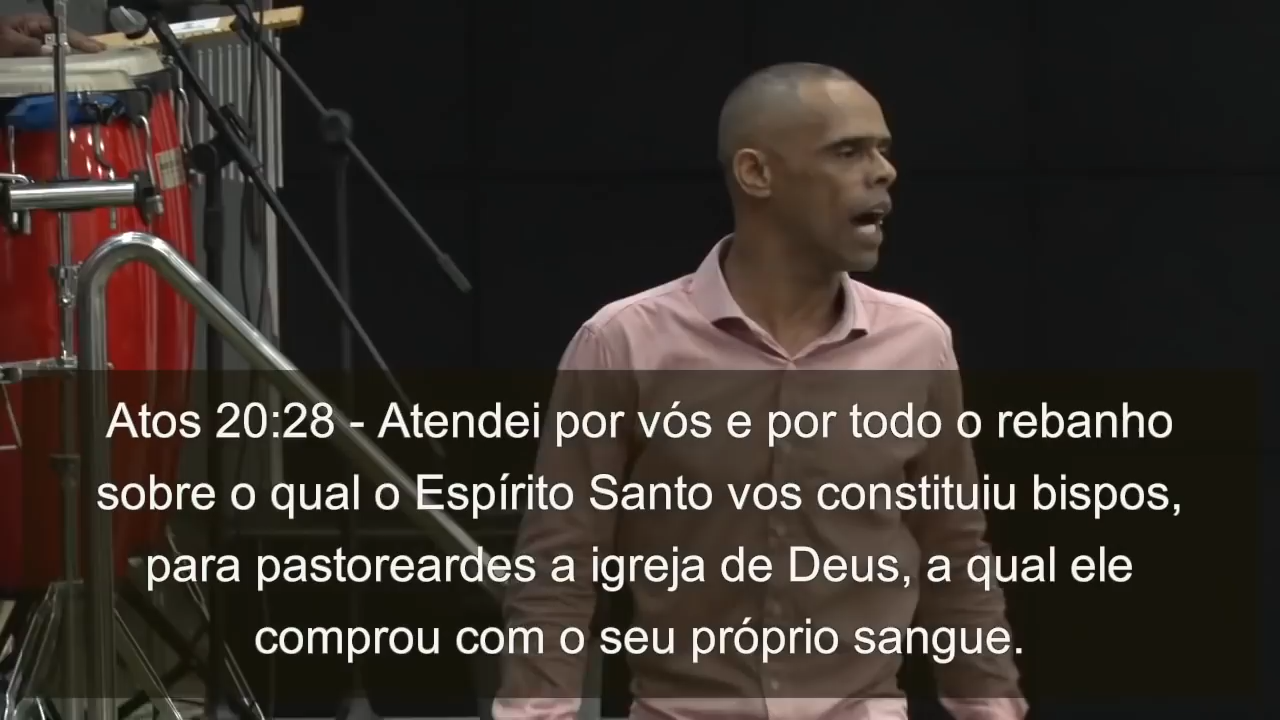 Atos 20:28 - Atendei por vós e por todo o rebanho
sobre o qual o Espírito Santo vos constituiu bispos,
para pastoreardes a igreja de Deus, a qual ele
comprou com o seu próprio sangue.